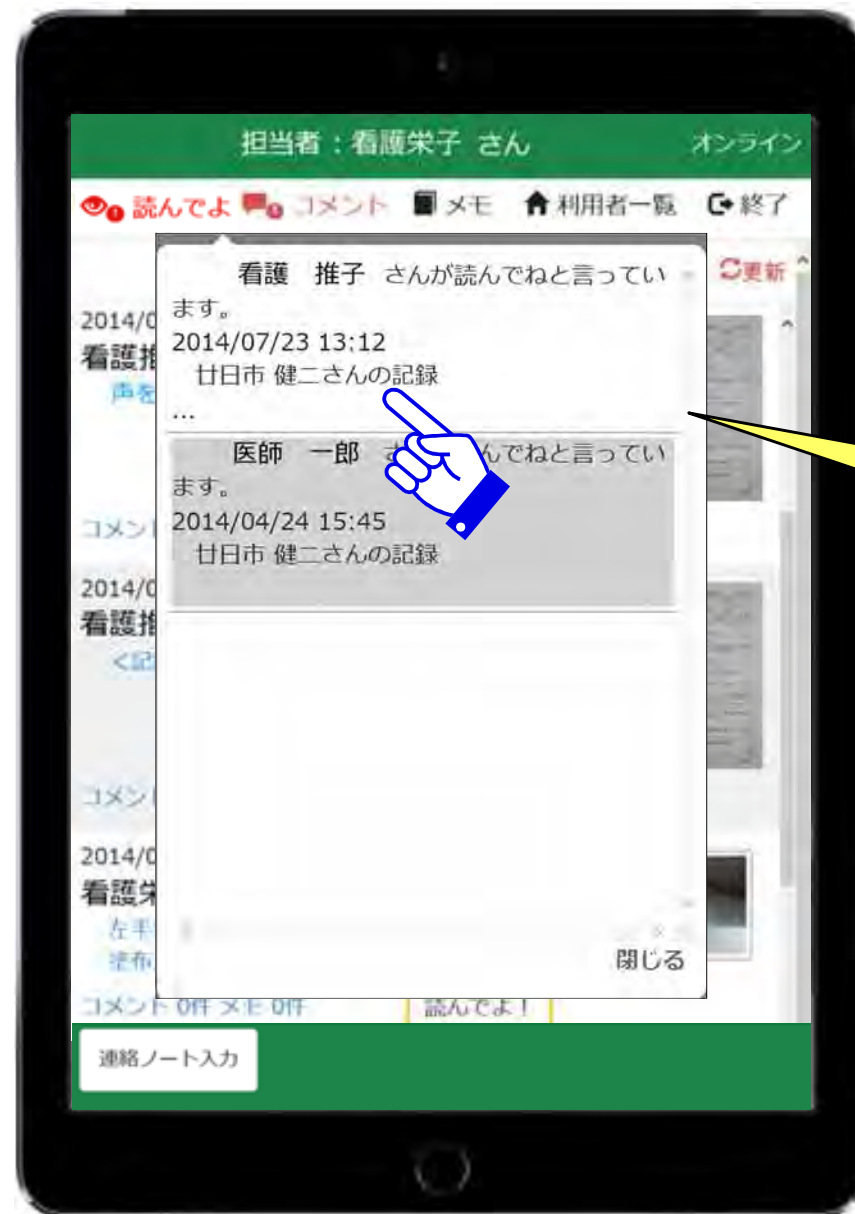 担当者：看護栄子 さん オンライン
読んでよ コメント メモ 利用者一覧 終了
更新
看護 推子 さんが読んでねと言ってい
ます。
2014/07/23 13:12
廿日市 健二さんの記録
...
医師 一郎 さ んでねと言ってい
ます。
2014/04/24 15:45
廿日市 健二さんの記録
閉じる
2014/0
看護推
声を
コメント
2014/0
看護推
<記
コメント
2014/0
看護栄
左手
塗布
コメント 0件 メモ 0件 読んでよ！
連絡ノート入力